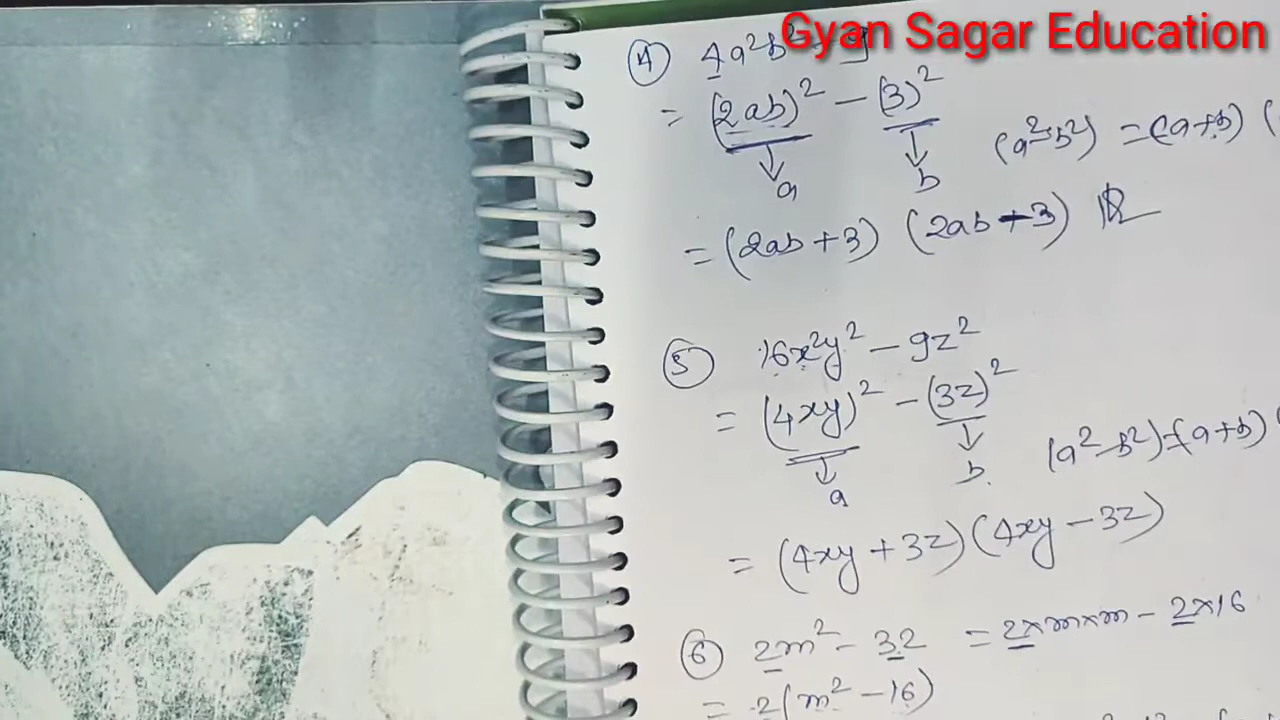 Gyan Sagar Education
④ 4a²b² - 9
= (2ab)² - (3)²
a b
(a²-b²) = (a+b) (
= (2ab + 3) (2ab - 3)
⑤ 16x²y² - 9z²
= (4xy)² - (3z)²
a b.
(a²-b²) = (a+b) (
= (4xy + 3z) (4xy - 3z)
⑥ 2m² - 32 = 2×m×m - 2×16
= 2(m² - 16)